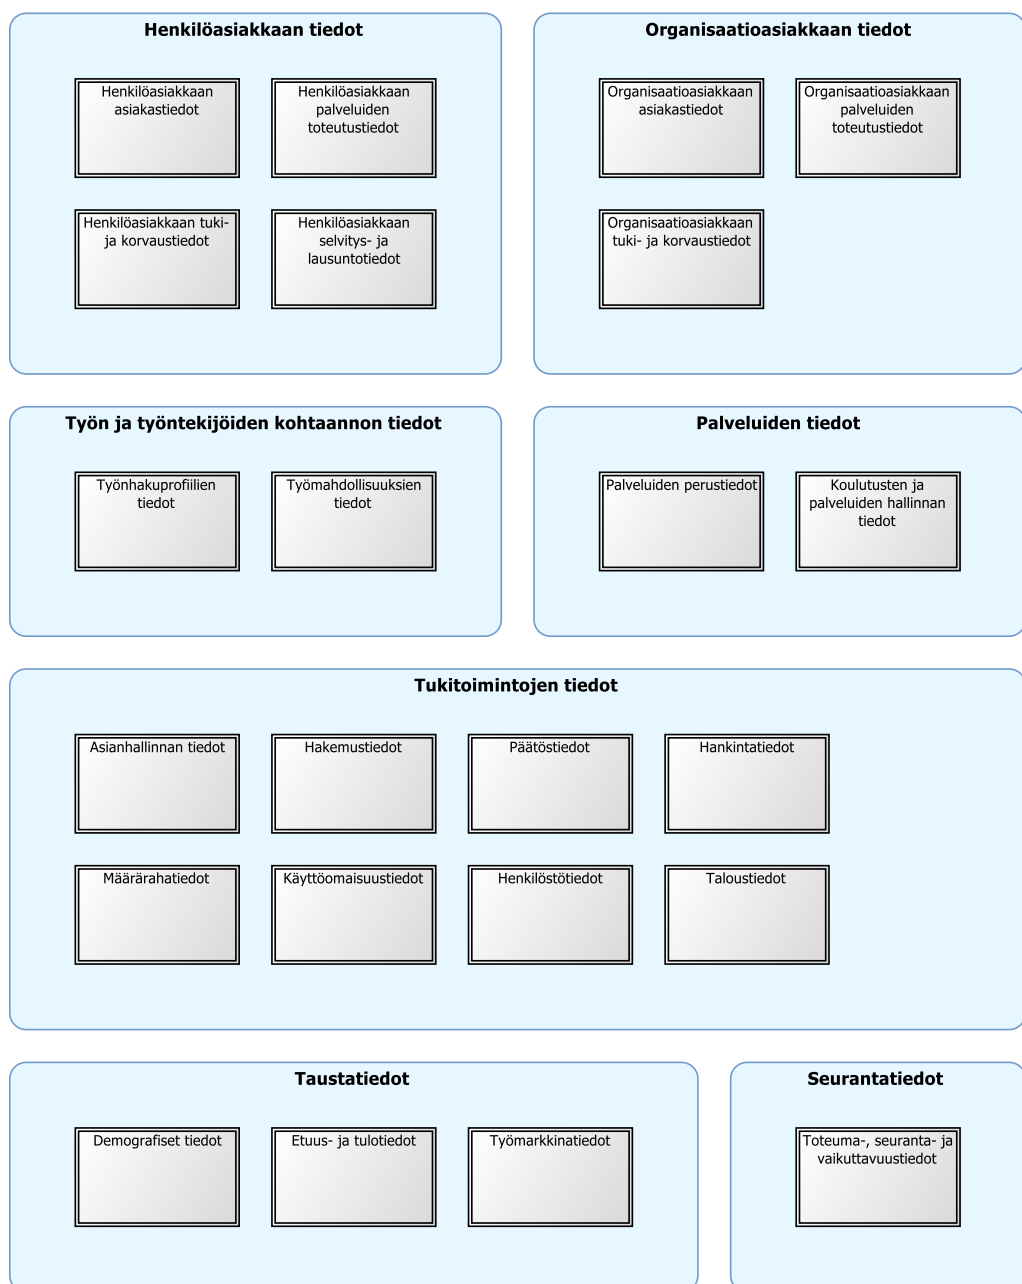 Henkilöasiakkaan tiedot
Henkilöasiakkaan
asiakastiedot
Henkilöasiakkaan
palveluiden
toteutustiedot
Henkilöasiakkaan tuki-
ja korvaustiedot
Henkilöasiakkaan
selvitys- ja
lausuntotiedot
Organisaatioasiakkaan tiedot
Organisaatioasiakkaan
asiakastiedot
Organisaatioasiakkaan
palveluiden
toteutustiedot
Organisaatioasiakkaan
tuki- ja korvaustiedot
Työn ja työntekijöiden kohtaannon tiedot
Työnhakuprofiilien
tiedot
Työmahdollisuuksien
tiedot
Palveluiden tiedot
Palveluiden perustiedot
Koulutusten ja
palveluiden hallinnan
tiedot
Tukitoimintojen tiedot
Asianhallinnan tiedot
Hakemustiedot
Päätöstiedot
Hankintatiedot
Määrärahatiedot
Käyttöomaisuustiedot
Henkilöstötiedot
Taloustiedot
Taustatiedot
Demografiset tiedot
Etuus- ja tulotiedot
Työmarkkinatiedot
Seurantatiedot
Toteuma-, seuranta- ja
vaikuttavuustiedot